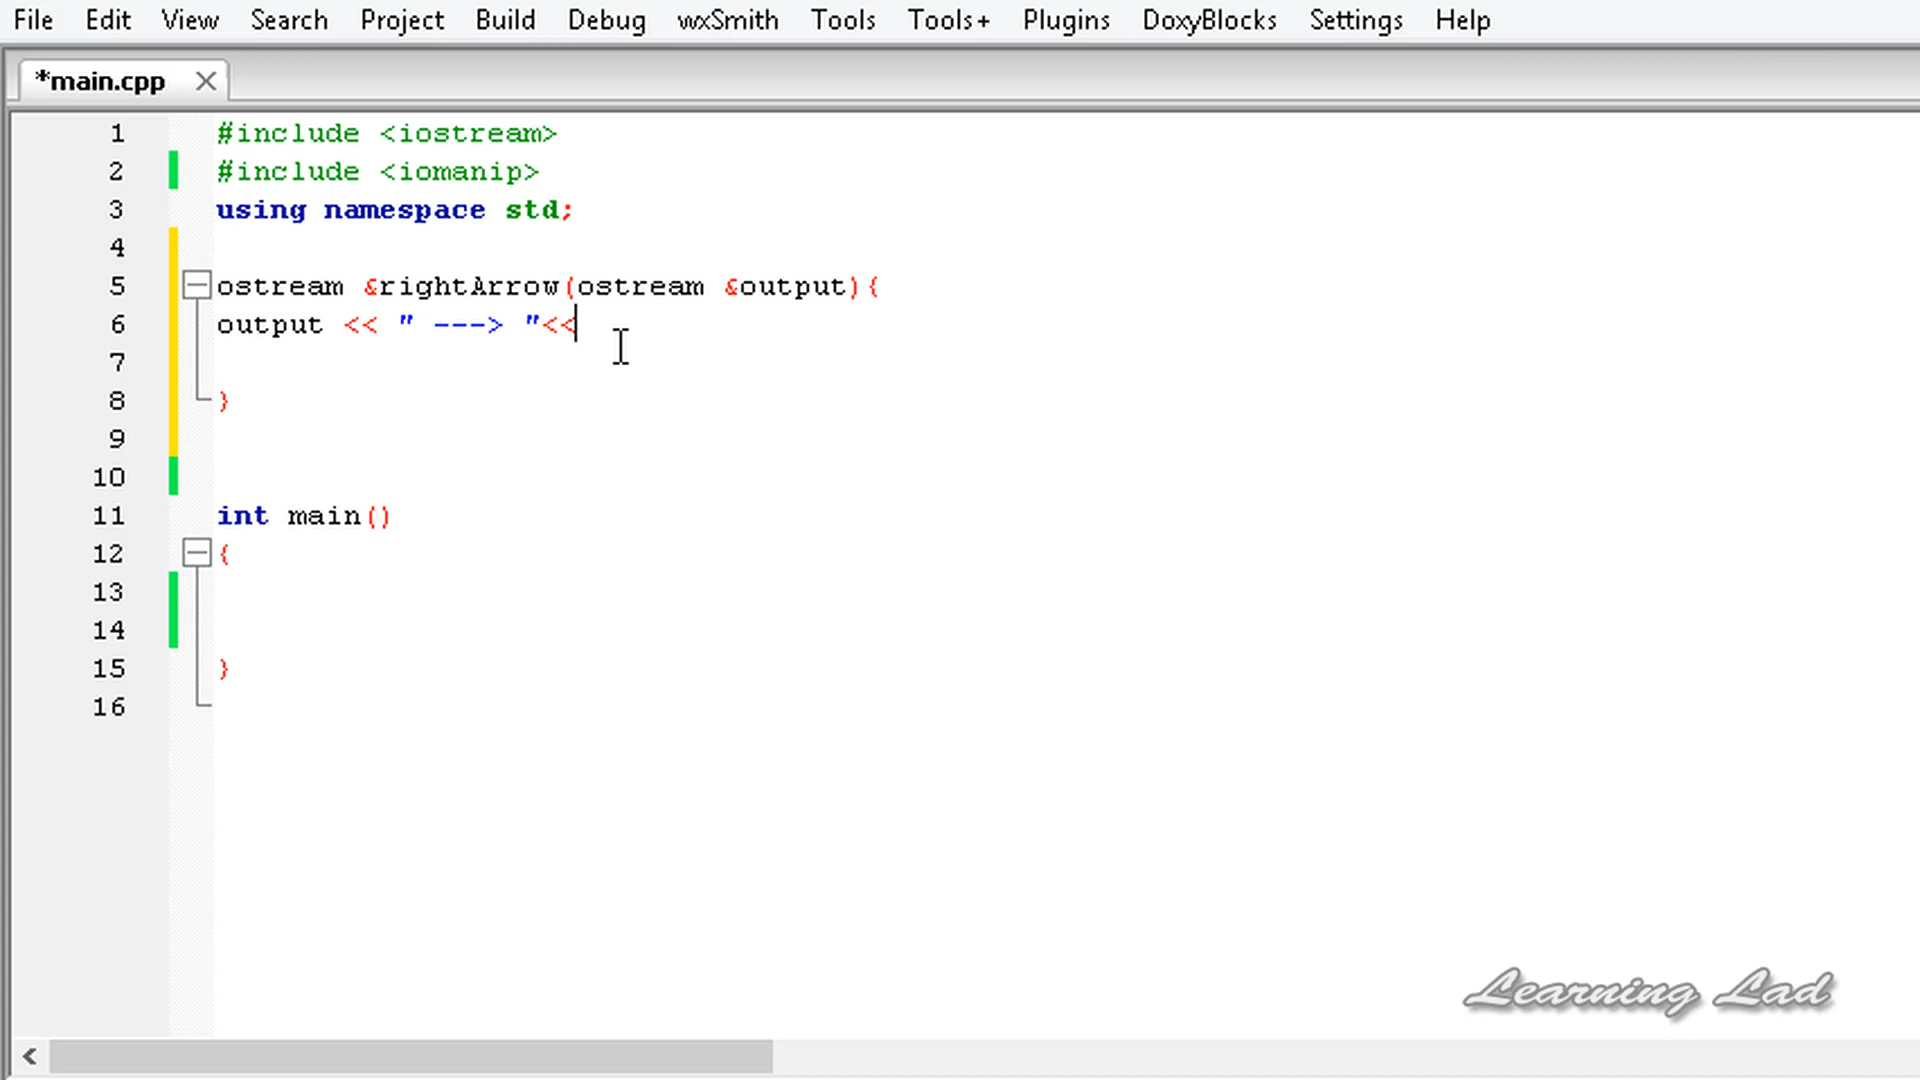 File Edit View Search Project Build Debug wxSmith Tools Tools+ Plugins DoxyBlocks Settings Help
*main.cpp
1 #include <iostream>
2 #include <iomanip>
3 using namespace std;
4
5 ostream &rightArrow(ostream &output){
6 output << " ---> "<<
7
8 }
9
10
11 int main()
12 {
13
14
15 }
16
Learning Lad